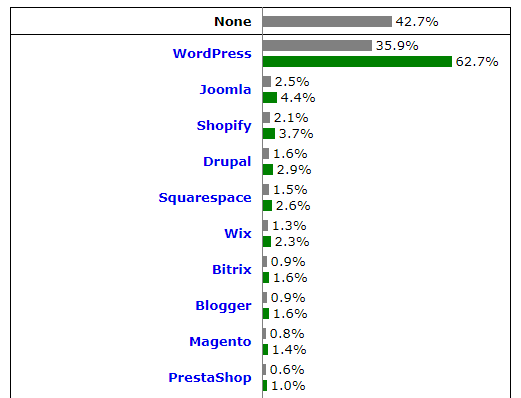 None 42.7%
WordPress 35.9%
62.7%
Joomla 2.5%
4.4%
Shopify 2.1%
3.7%
Drupal 1.6%
2.9%
Squarespace 1.5%
2.6%
Wix 1.3%
2.3%
Bitrix 0.9%
1.6%
Blogger 0.9%
1.6%
Magento 0.8%
1.4%
PrestaShop 0.6%
1.0%